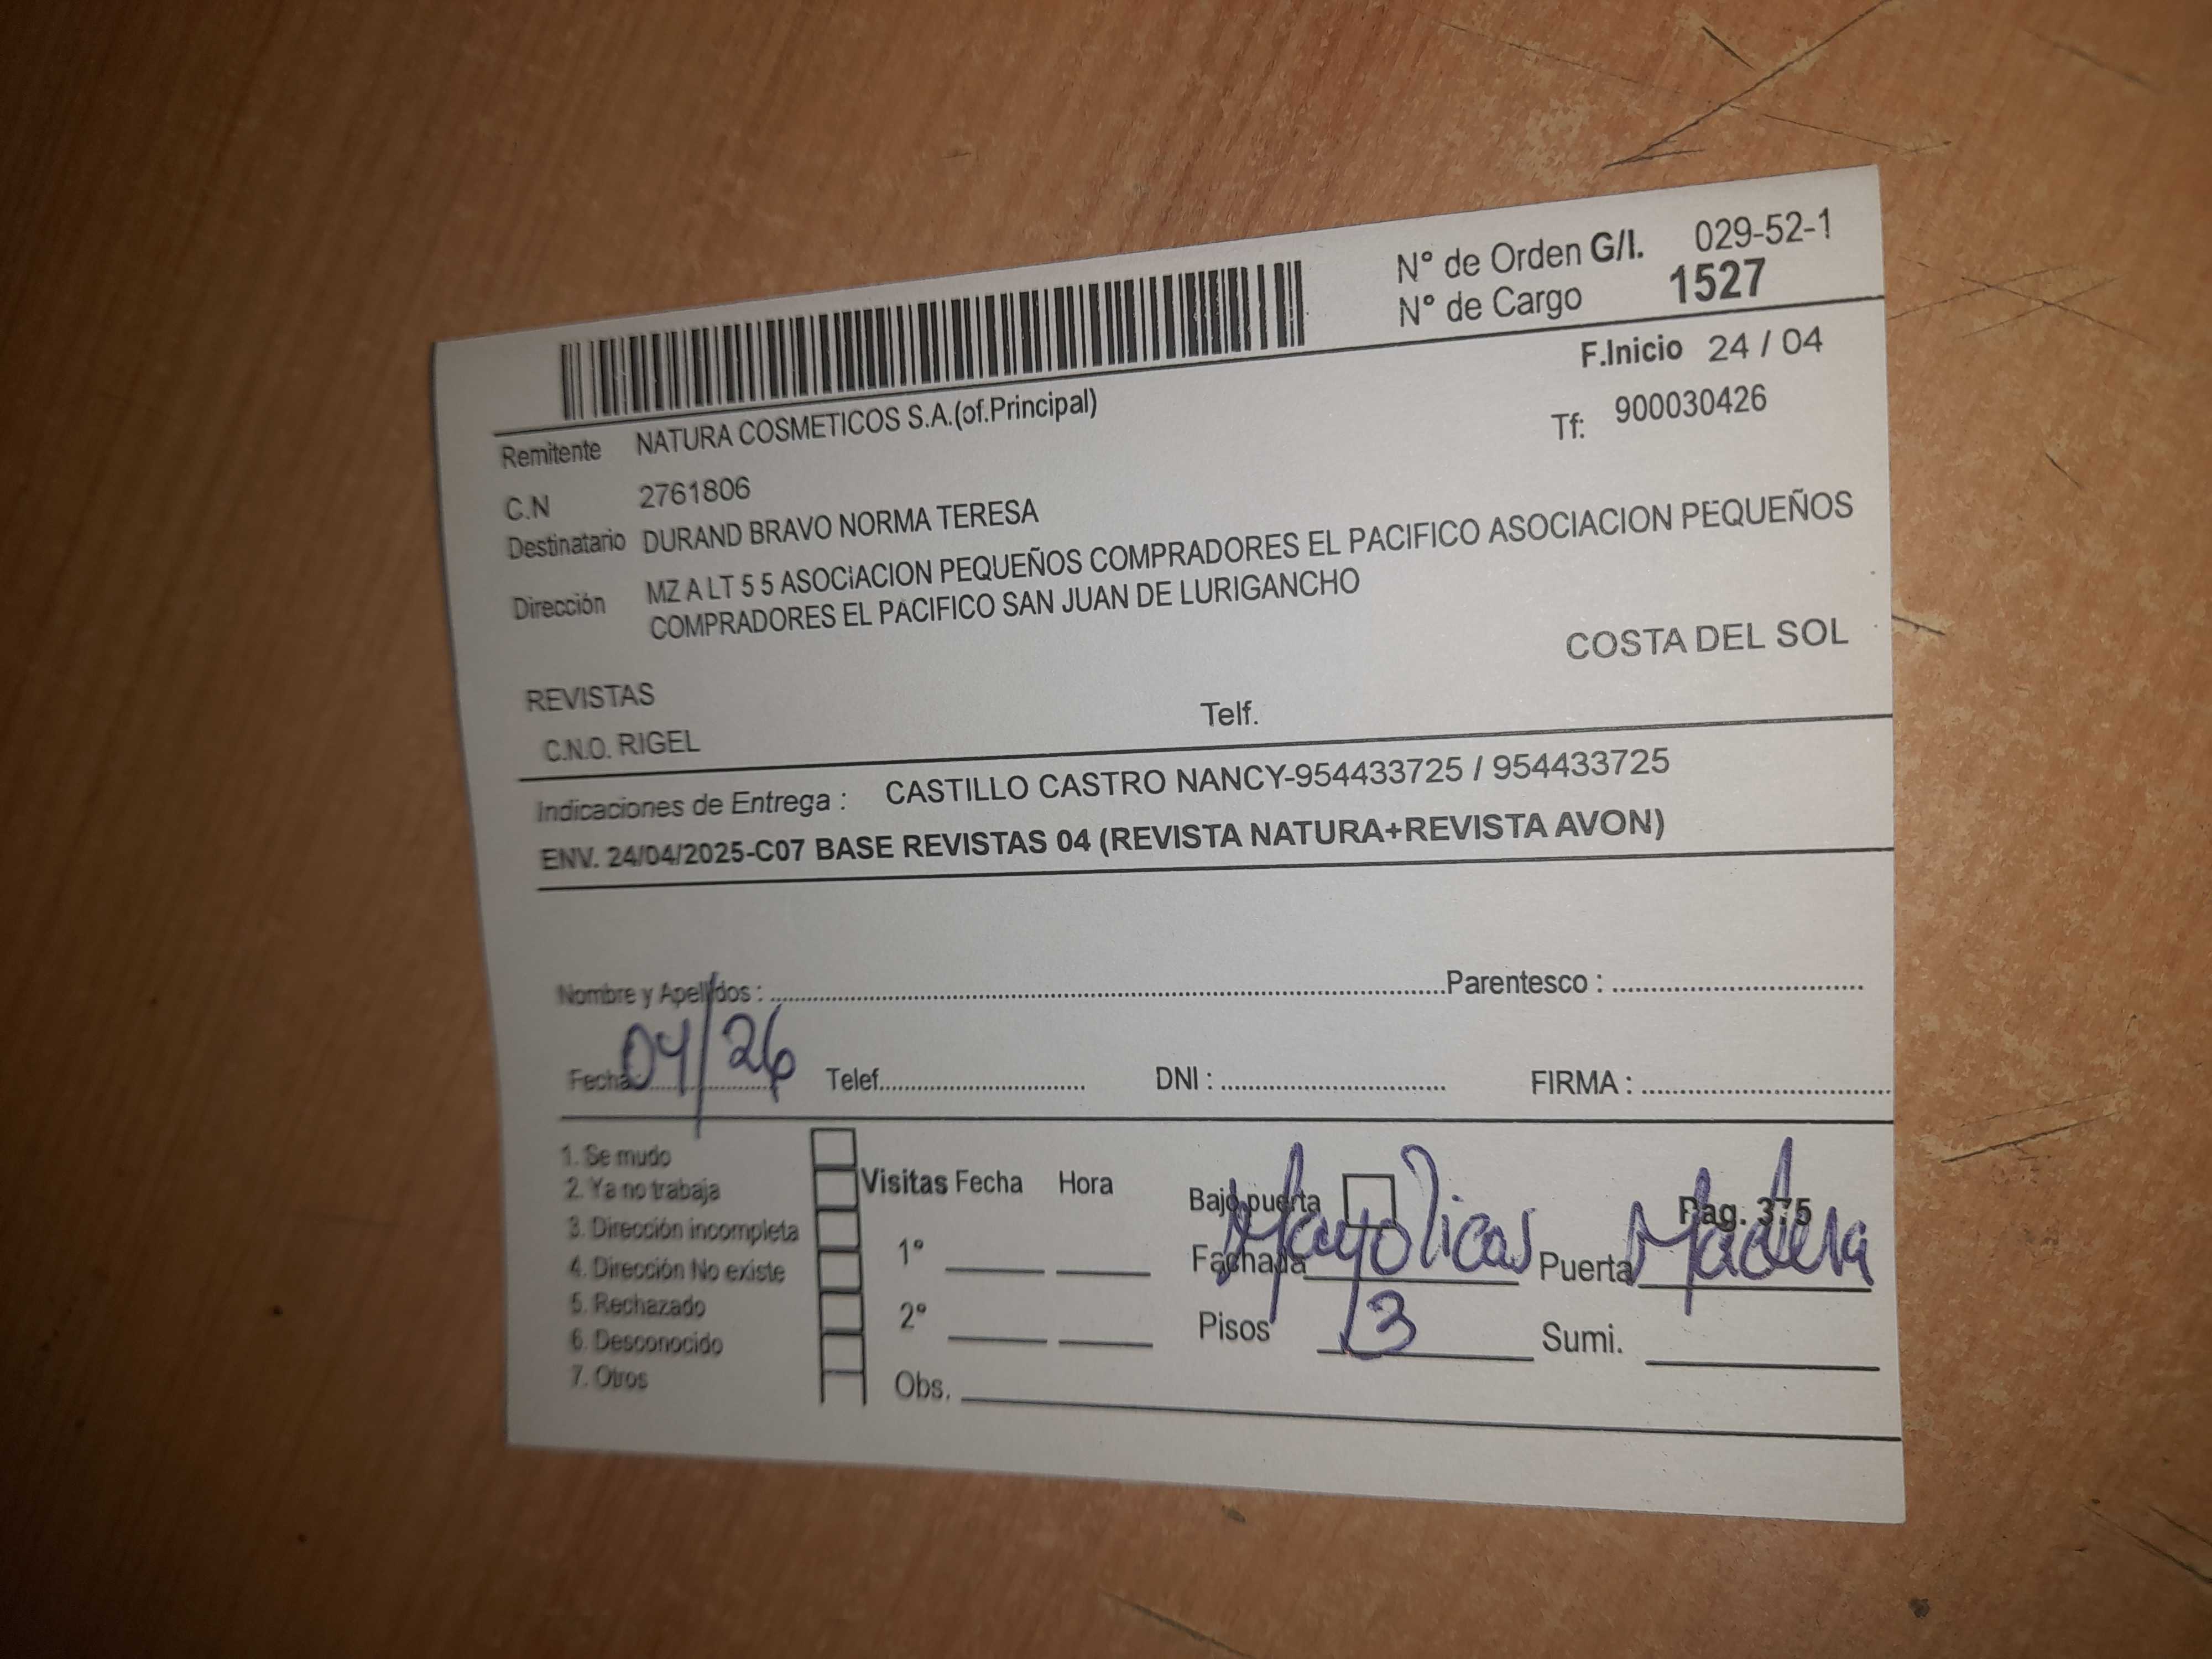 N° de Orden G/I. 029-52-1
N° de Cargo 1527
F.Inicio 24 / 04
Remitente NATURA COSMETICOS S.A.(of.Principal)
Tf: 900030426
C.N 2761806
Destinatario DURAND BRAVO NORMA TERESA
Dirección MZ A LT 5 5 ASOCiACION PEQUEÑOS COMPRADORES EL PACIFICO ASOCIACION PEQUEÑOS
COMPRADORES EL PACIFICO SAN JUAN DE LURIGANCHO
COSTA DEL SOL
REVISTAS
C.N.O. RIGEL Telf.
Indicaciones de Entrega : CASTILLO CASTRO NANCY-954433725 / 954433725
ENV. 24/04/2025-C07 BASE REVISTAS 04 (REVISTA NATURA+REVISTA AVON)
Nombre y Apellidos : Parentesco :
Fecha: 04/26 Telef. DNI : FIRMA :
1. Se mudo
2. Ya no trabaja
3. Dirección incompleta
4. Dirección No existe
5. Rechazado
6. Desconocido
7. Otros
Visitas Fecha Hora
1°
2°
Obs.
Bajo puerta Pag. 375
Fachada Mayolicas Puerta Madera
Pisos 3 Sumi.